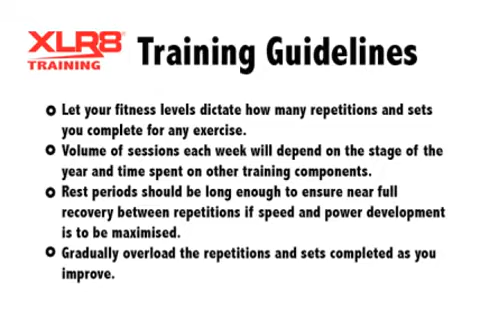 XLR8®
TRAINING
Training Guidelines
Let your fitness levels dictate how many repetitions and sets
you complete for any exercise.
Volume of sessions each week will depend on the stage of the
year and time spent on other training components.
Rest periods should be long enough to ensure near full
recovery between repetitions if speed and power development
is to be maximised.
Gradually overload the repetitions and sets completed as you
improve.